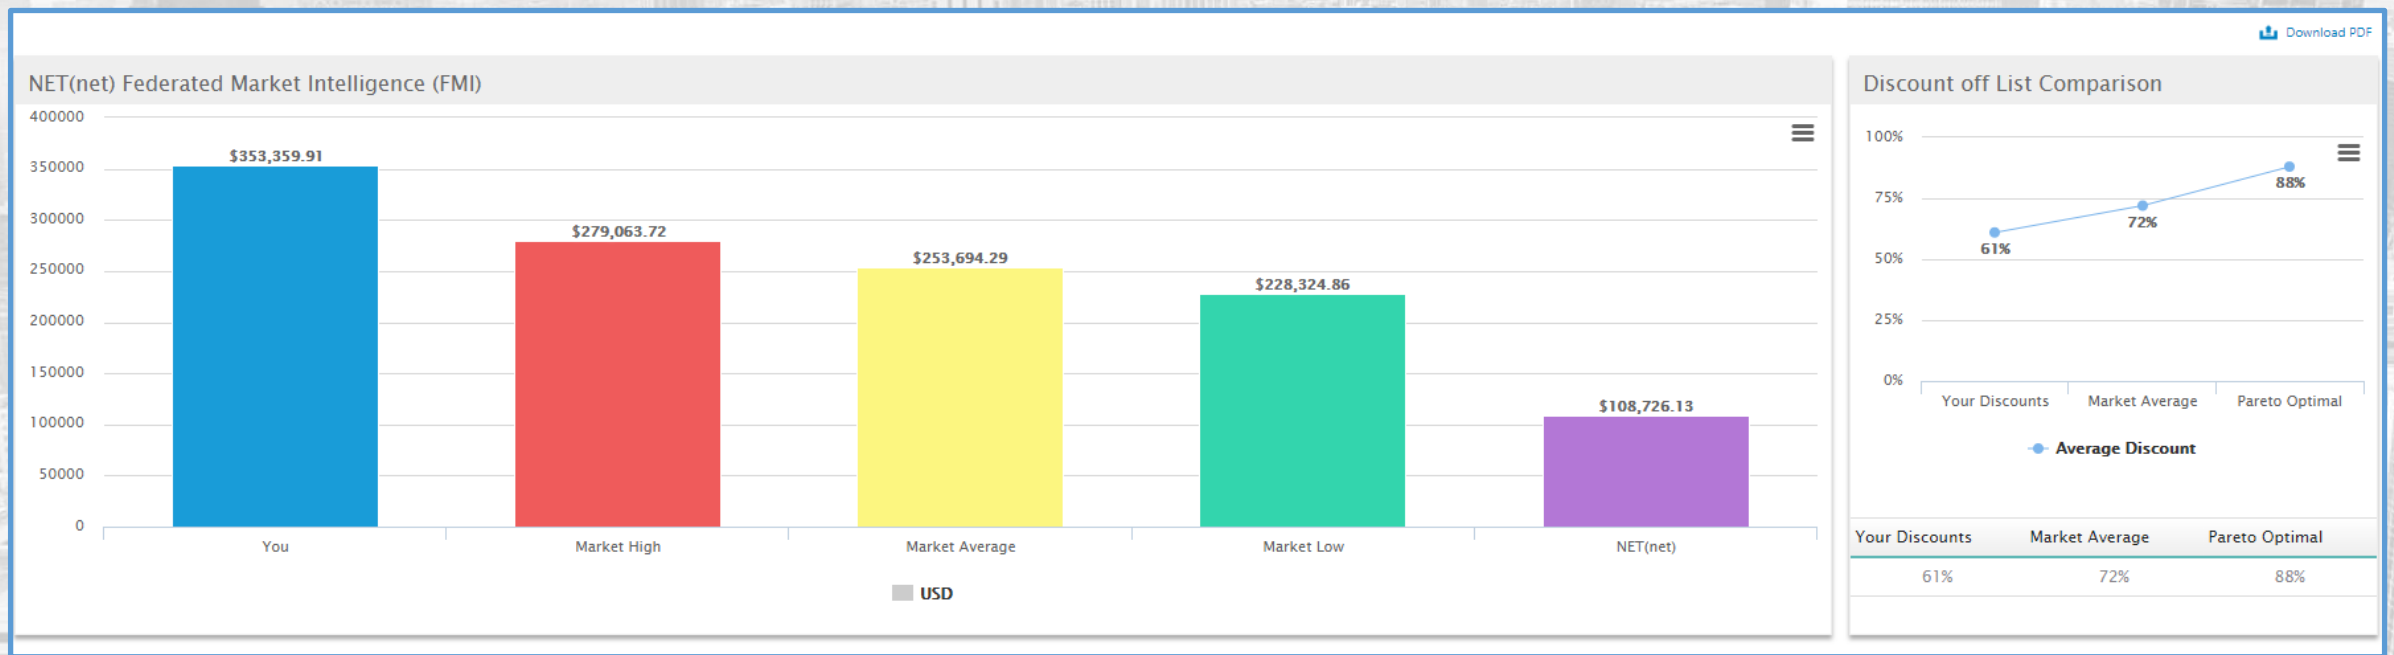 Download PDF
NET(net) Federated Market Intelligence (FMI)
400000
350000
300000
250000
200000
150000
100000
50000
0
$353,359.91
$279,063.72
$253,694.29
$228,324.86
$108,726.13
You Market High Market Average Market Low NET(net)
USD
Discount off List Comparison
100%
75%
50%
25%
0%
61%
72%
88%
Your Discounts Market Average Pareto Optimal
Average Discount
Your Discounts Market Average Pareto Optimal
61% 72% 88%